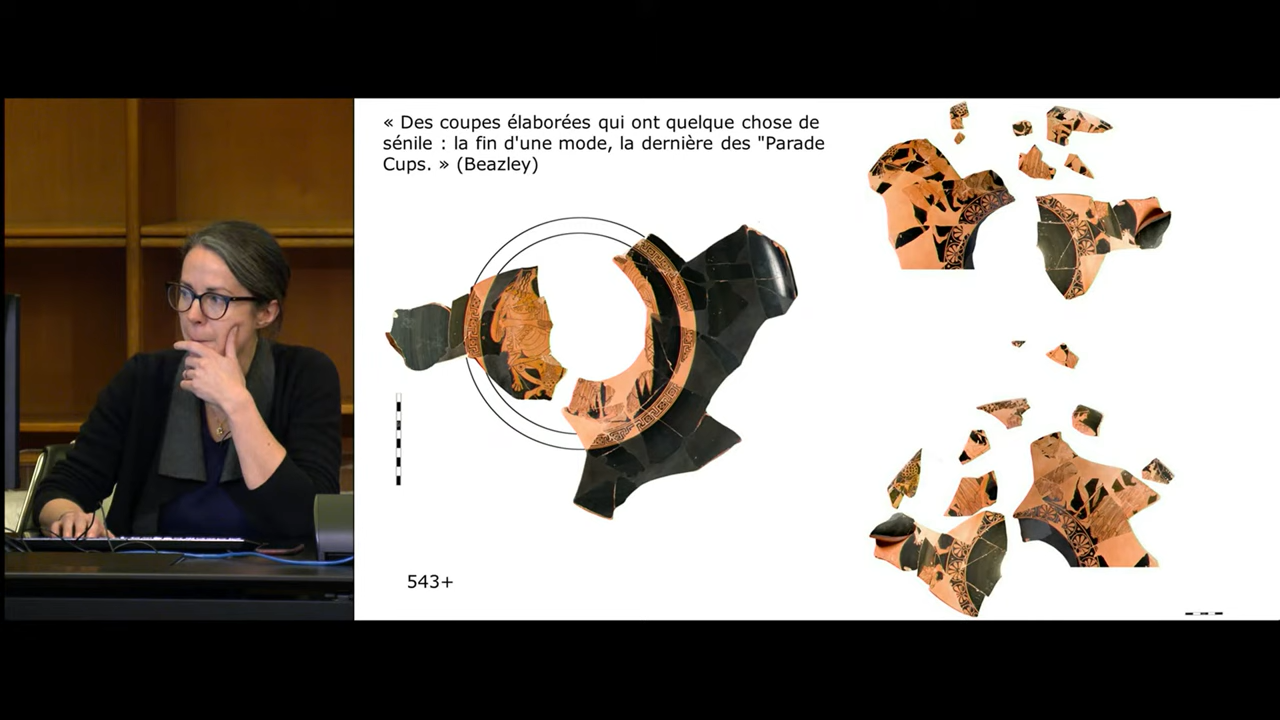 « Des coupes élaborées qui ont quelque chose de
sénile : la fin d'une mode, la dernière des "Parade
Cups. » (Beazley)
543+